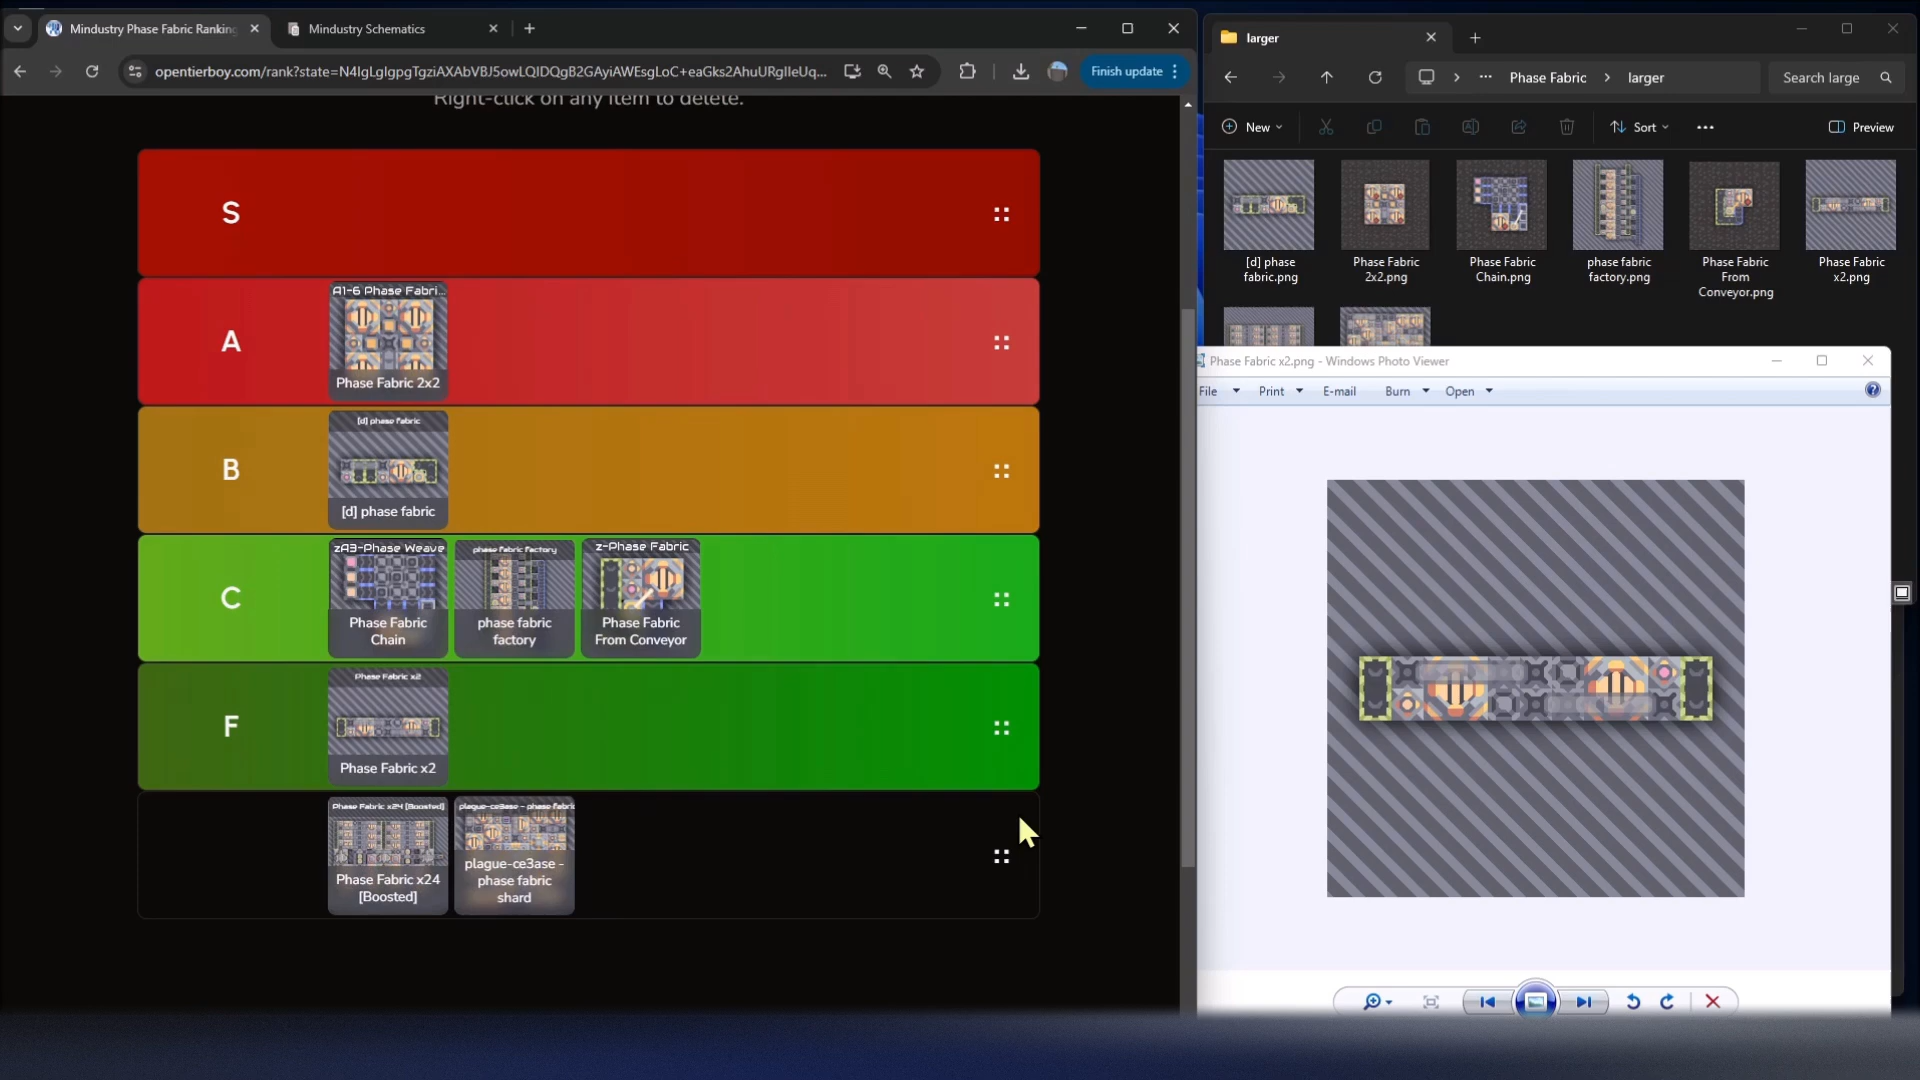 Mindustry Phase Fabric Ranking
Mindustry Schematics
opentierboy.com/rank?state=N4IgLgIgpgTgziAXAbVBJ5owLQIDQgB2GAyiAWEsgLoC+eaGks2AhuURgIleUq...
Finish update
Right-click on any item to delete.
S
A
A1-6 Phase Fabri...
Phase Fabric 2x2
B
[d] phase fabric
[d] phase fabric
C
zA3-Phase Weave
Phase Fabric
Chain
phase fabric factory
phase fabric
factory
z-Phase Fabric
Phase Fabric
From Conveyor
F
Phase Fabric x2
Phase Fabric x2
Phase Fabric x24 [Boosted]
Phase Fabric x24
[Boosted]
plague-ce3ase - phase fabric
plague-ce3ase -
phase fabric
shard
larger
... Phase Fabric larger
Search large
New
Sort
...
Preview
[d] phase
fabric.png
Phase Fabric
2x2.png
Phase Fabric
Chain.png
phase fabric
factory.png
Phase Fabric
From
Conveyor.png
Phase Fabric
x2.png
Phase Fabric x2.png - Windows Photo Viewer
File
Print
E-mail
Burn
Open